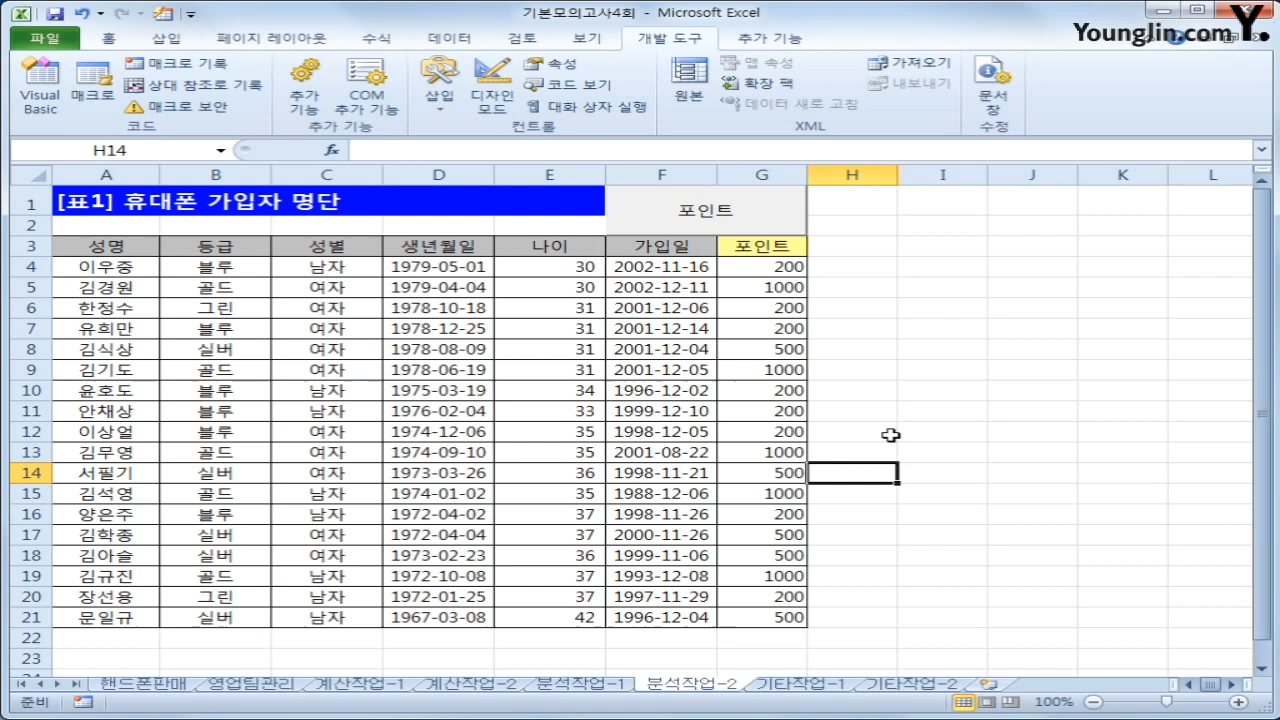 기본모의고사4회 - Microsoft Excel
Younglin.com Y.
파일 홈 삽입 페이지 레이아웃 수식 데이터 검토 보기 개발 도구 추가 기능
Visual Basic
매크로
매크로 기록
상대 참조로 기록
매크로 보안
코드
추가 기능
COM 추가 기능
추가 기능
삽입
디자인 모드
속성
코드 보기
대화 상자 실행
컨트롤
원본
맵 속성
확장 팩
데이터 새로 고침
가져오기
내보내기
XML
문서 창
수정
H14 fx
A B C D E F G H I J K L
1 [표1] 휴대폰 가입자 명단 포인트
2
3 성명 등급 성별 생년월일 나이 가입일 포인트
4 이우중 블루 남자 1979-05-01 30 2002-11-16 200
5 김경원 골드 여자 1979-04-04 30 2002-12-11 1000
6 한정수 그린 여자 1978-10-18 31 2001-12-06 200
7 유희만 블루 여자 1978-12-25 31 2001-12-14 200
8 김식상 실버 여자 1978-08-09 31 2001-12-04 500
9 김기도 골드 여자 1978-06-19 31 2001-12-05 1000
10 윤호도 블루 남자 1975-03-19 34 1996-12-02 200
11 안채상 블루 남자 1976-02-04 33 1999-12-10 200
12 이상얼 블루 여자 1974-12-06 35 1998-12-05 200
13 김무영 골드 여자 1974-09-10 35 2001-08-22 1000
14 서필기 실버 여자 1973-03-26 36 1998-11-21 500
15 김석영 골드 남자 1974-01-02 35 1988-12-06 1000
16 양은주 블루 남자 1972-04-02 37 1998-11-26 200
17 김학종 실버 여자 1972-04-04 37 2000-11-26 500
18 김아슬 실버 여자 1973-02-23 36 1999-11-06 500
19 김규진 골드 남자 1972-10-08 37 1993-12-08 1000
20 장선용 그린 남자 1972-01-25 37 1997-11-29 200
21 문일규 실버 남자 1967-03-08 42 1996-12-04 500
22
23
핸드폰판매 영업팀관리 계산작업-1 계산작업-2 분석작업-1 분석작업-2 기타작업-1 기타작업-2
준비 100%